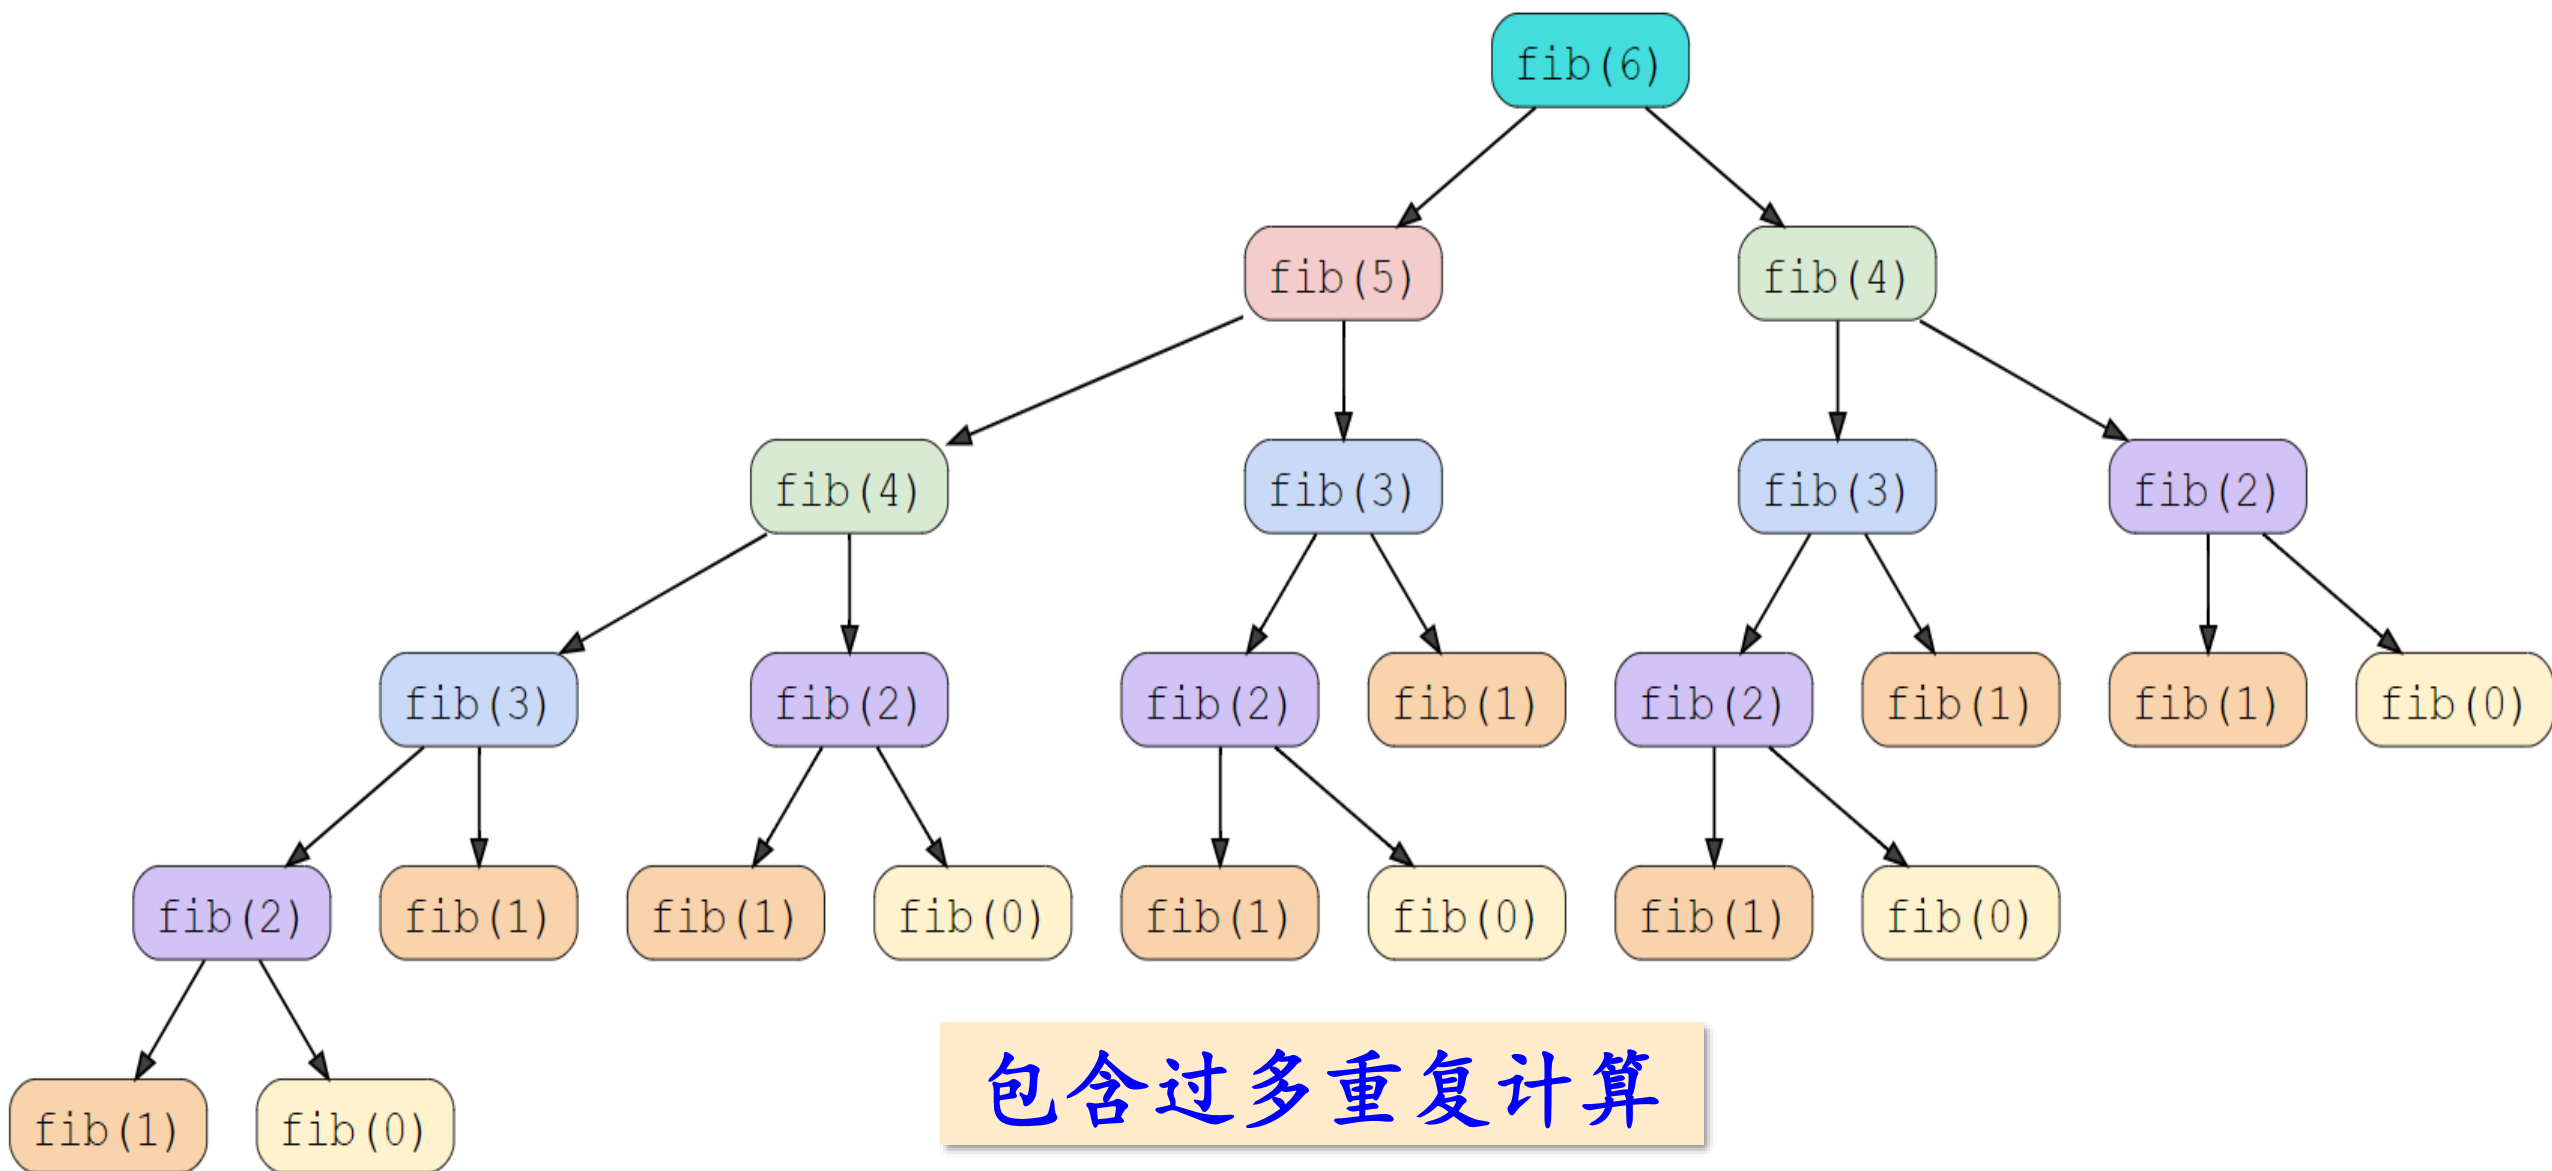 fib(6)
fib(5) fib(4)
fib(4) fib(3) fib(3) fib(2)
fib(3) fib(2) fib(2) fib(1) fib(2) fib(1) fib(1) fib(0)
fib(2) fib(1) fib(1) fib(0) fib(1) fib(0) fib(1) fib(0)
fib(1) fib(0)
包含过多重复计算